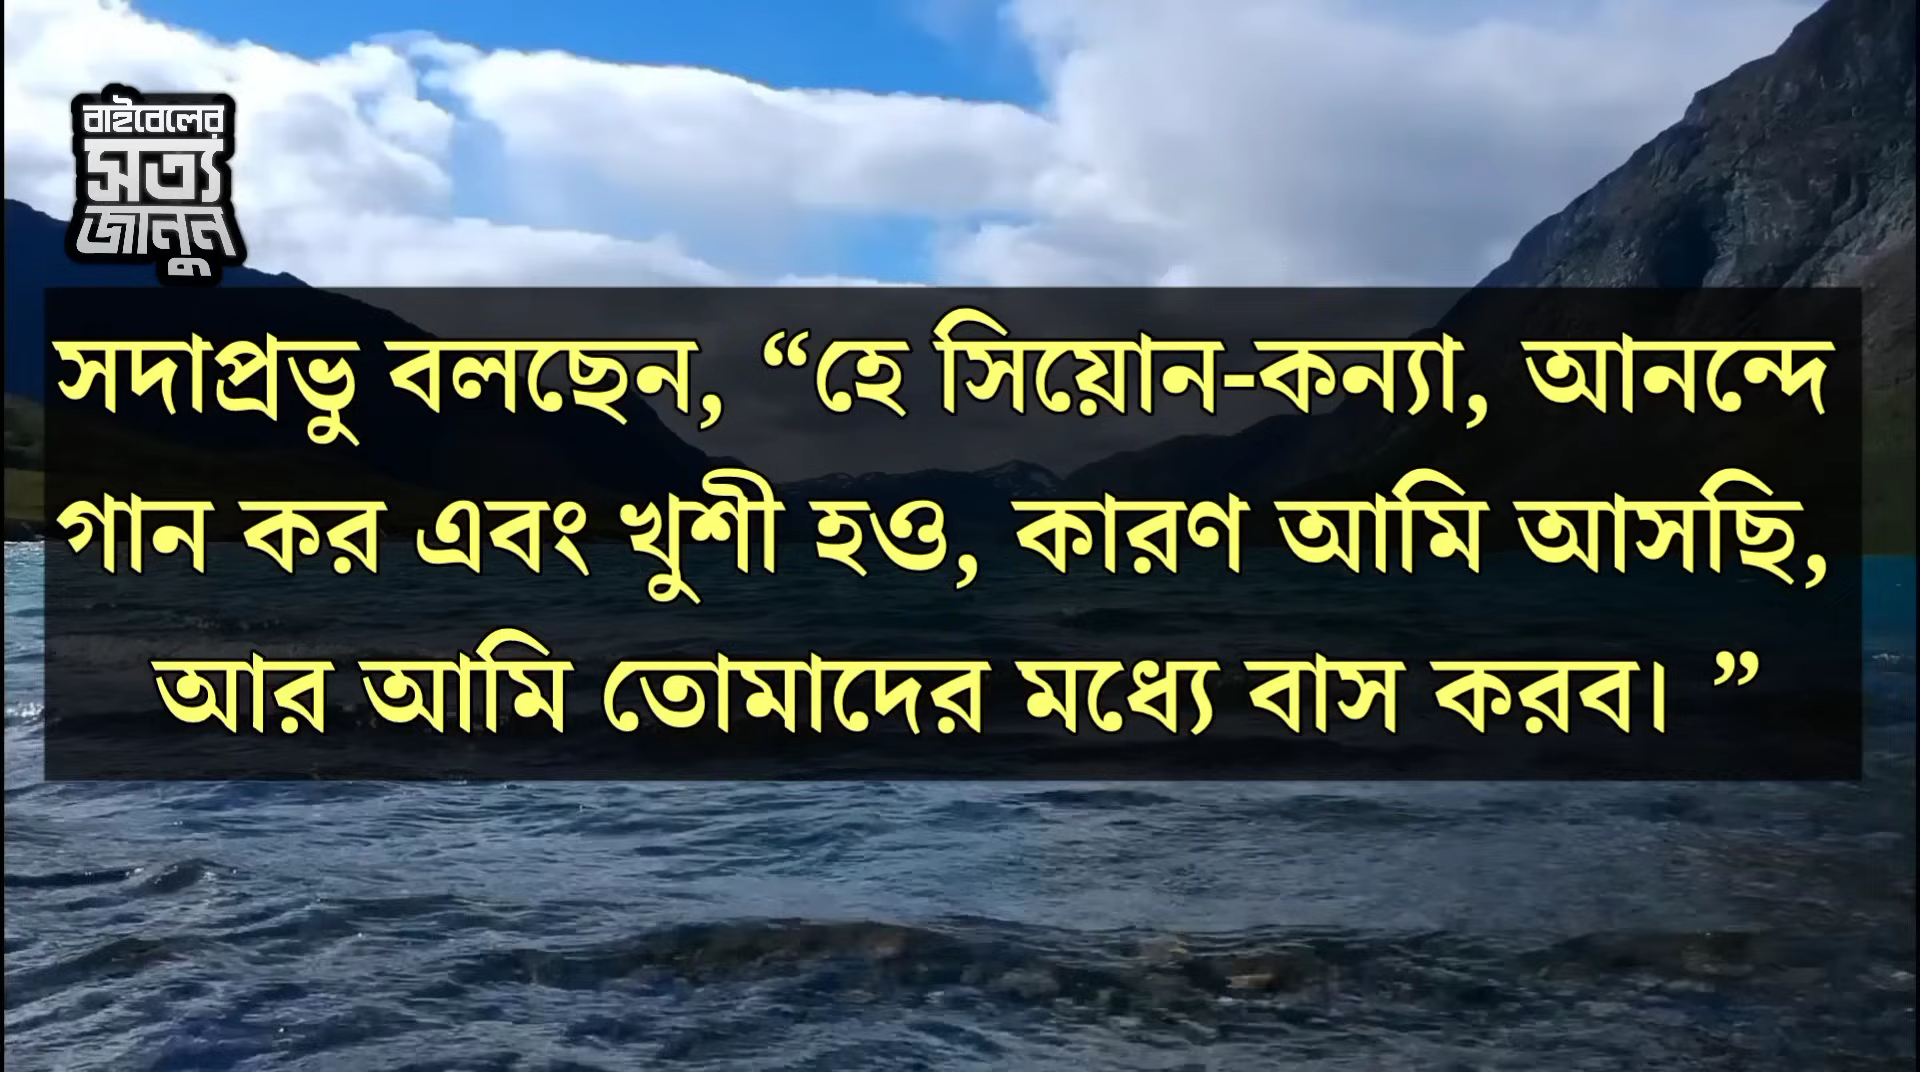 বাইবেলের
সত্য
জানুন
সদাপ্রভু বলছেন, “হে সিয়োন-কন্যা, আনন্দে
গান কর এবং খুশী হও, কারণ আমি আসছি,
আর আমি তোমাদের মধ্যে বাস করব। ”